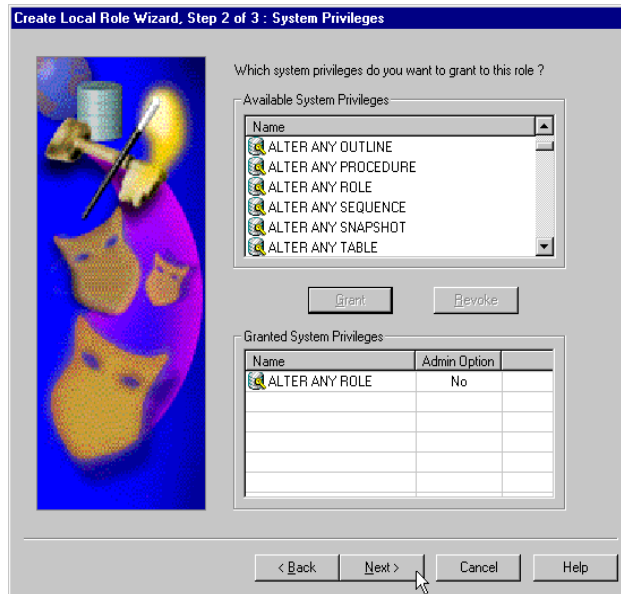 Create Local Role Wizard, Step 2 of 3 : System Privileges
Which system privileges do you want to grant to this role ?
Available System Privileges
Name
ALTER ANY OUTLINE
ALTER ANY PROCEDURE
ALTER ANY ROLE
ALTER ANY SEQUENCE
ALTER ANY SNAPSHOT
ALTER ANY TABLE
Grant Revoke
Granted System Privileges
Name Admin Option
ALTER ANY ROLE No
< Back Next > Cancel Help